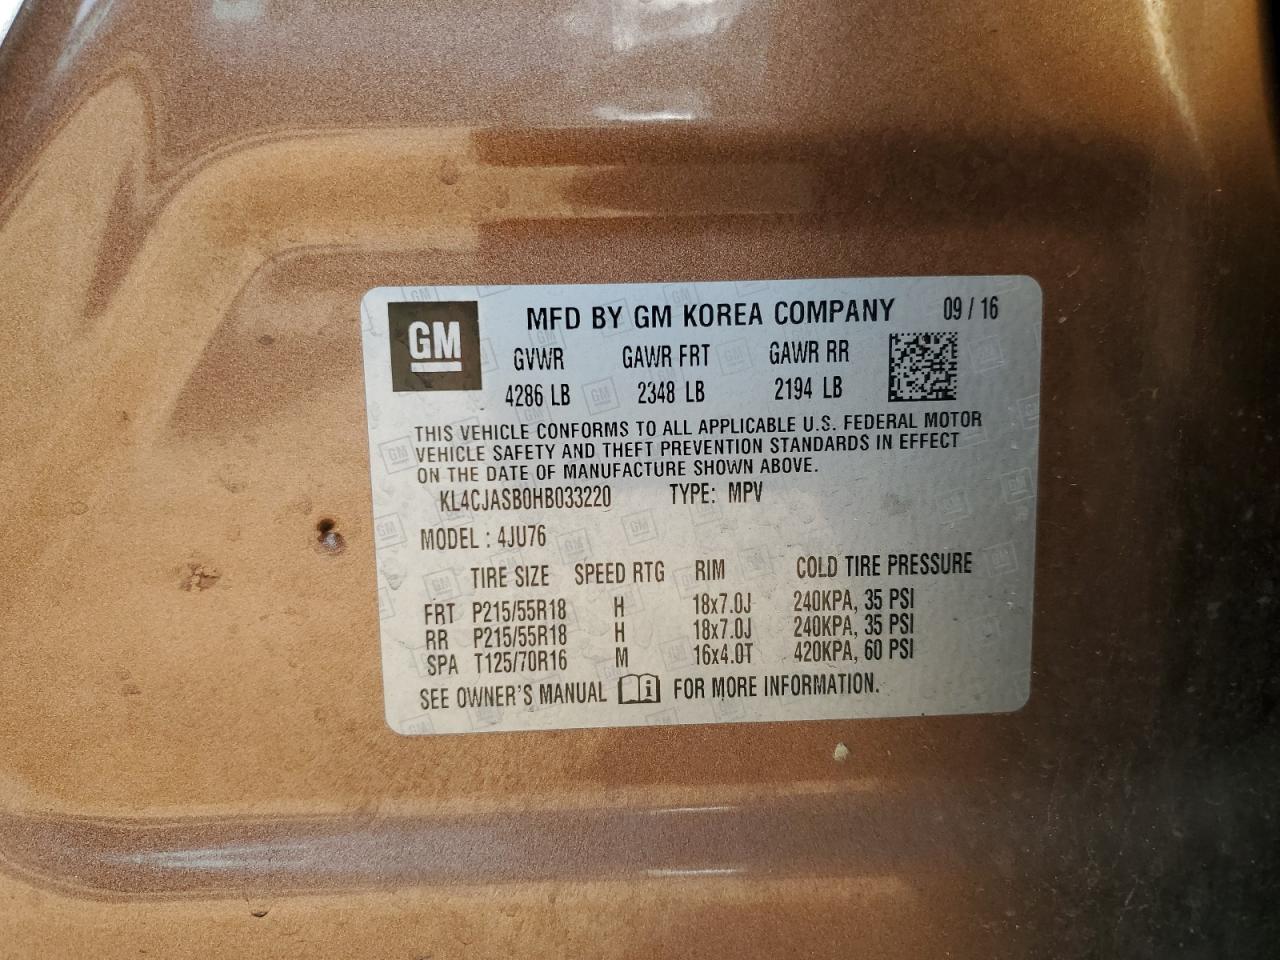 GM
MFD BY GM KOREA COMPANY 09 / 16
GVWR GAWR FRT GAWR RR
4286 LB 2348 LB 2194 LB
THIS VEHICLE CONFORMS TO ALL APPLICABLE U.S. FEDERAL MOTOR
VEHICLE SAFETY AND THEFT PREVENTION STANDARDS IN EFFECT
ON THE DATE OF MANUFACTURE SHOWN ABOVE.
KL4CJASB0HB033220 TYPE: MPV
MODEL : 4JU76
TIRE SIZE SPEED RTG RIM COLD TIRE PRESSURE
FRT P215/55R18 H 18x7.0J 240KPA, 35 PSI
RR P215/55R18 H 18x7.0J 240KPA, 35 PSI
SPA T125/70R16 M 16x4.0T 420KPA, 60 PSI
SEE OWNER'S MANUAL i FOR MORE INFORMATION.